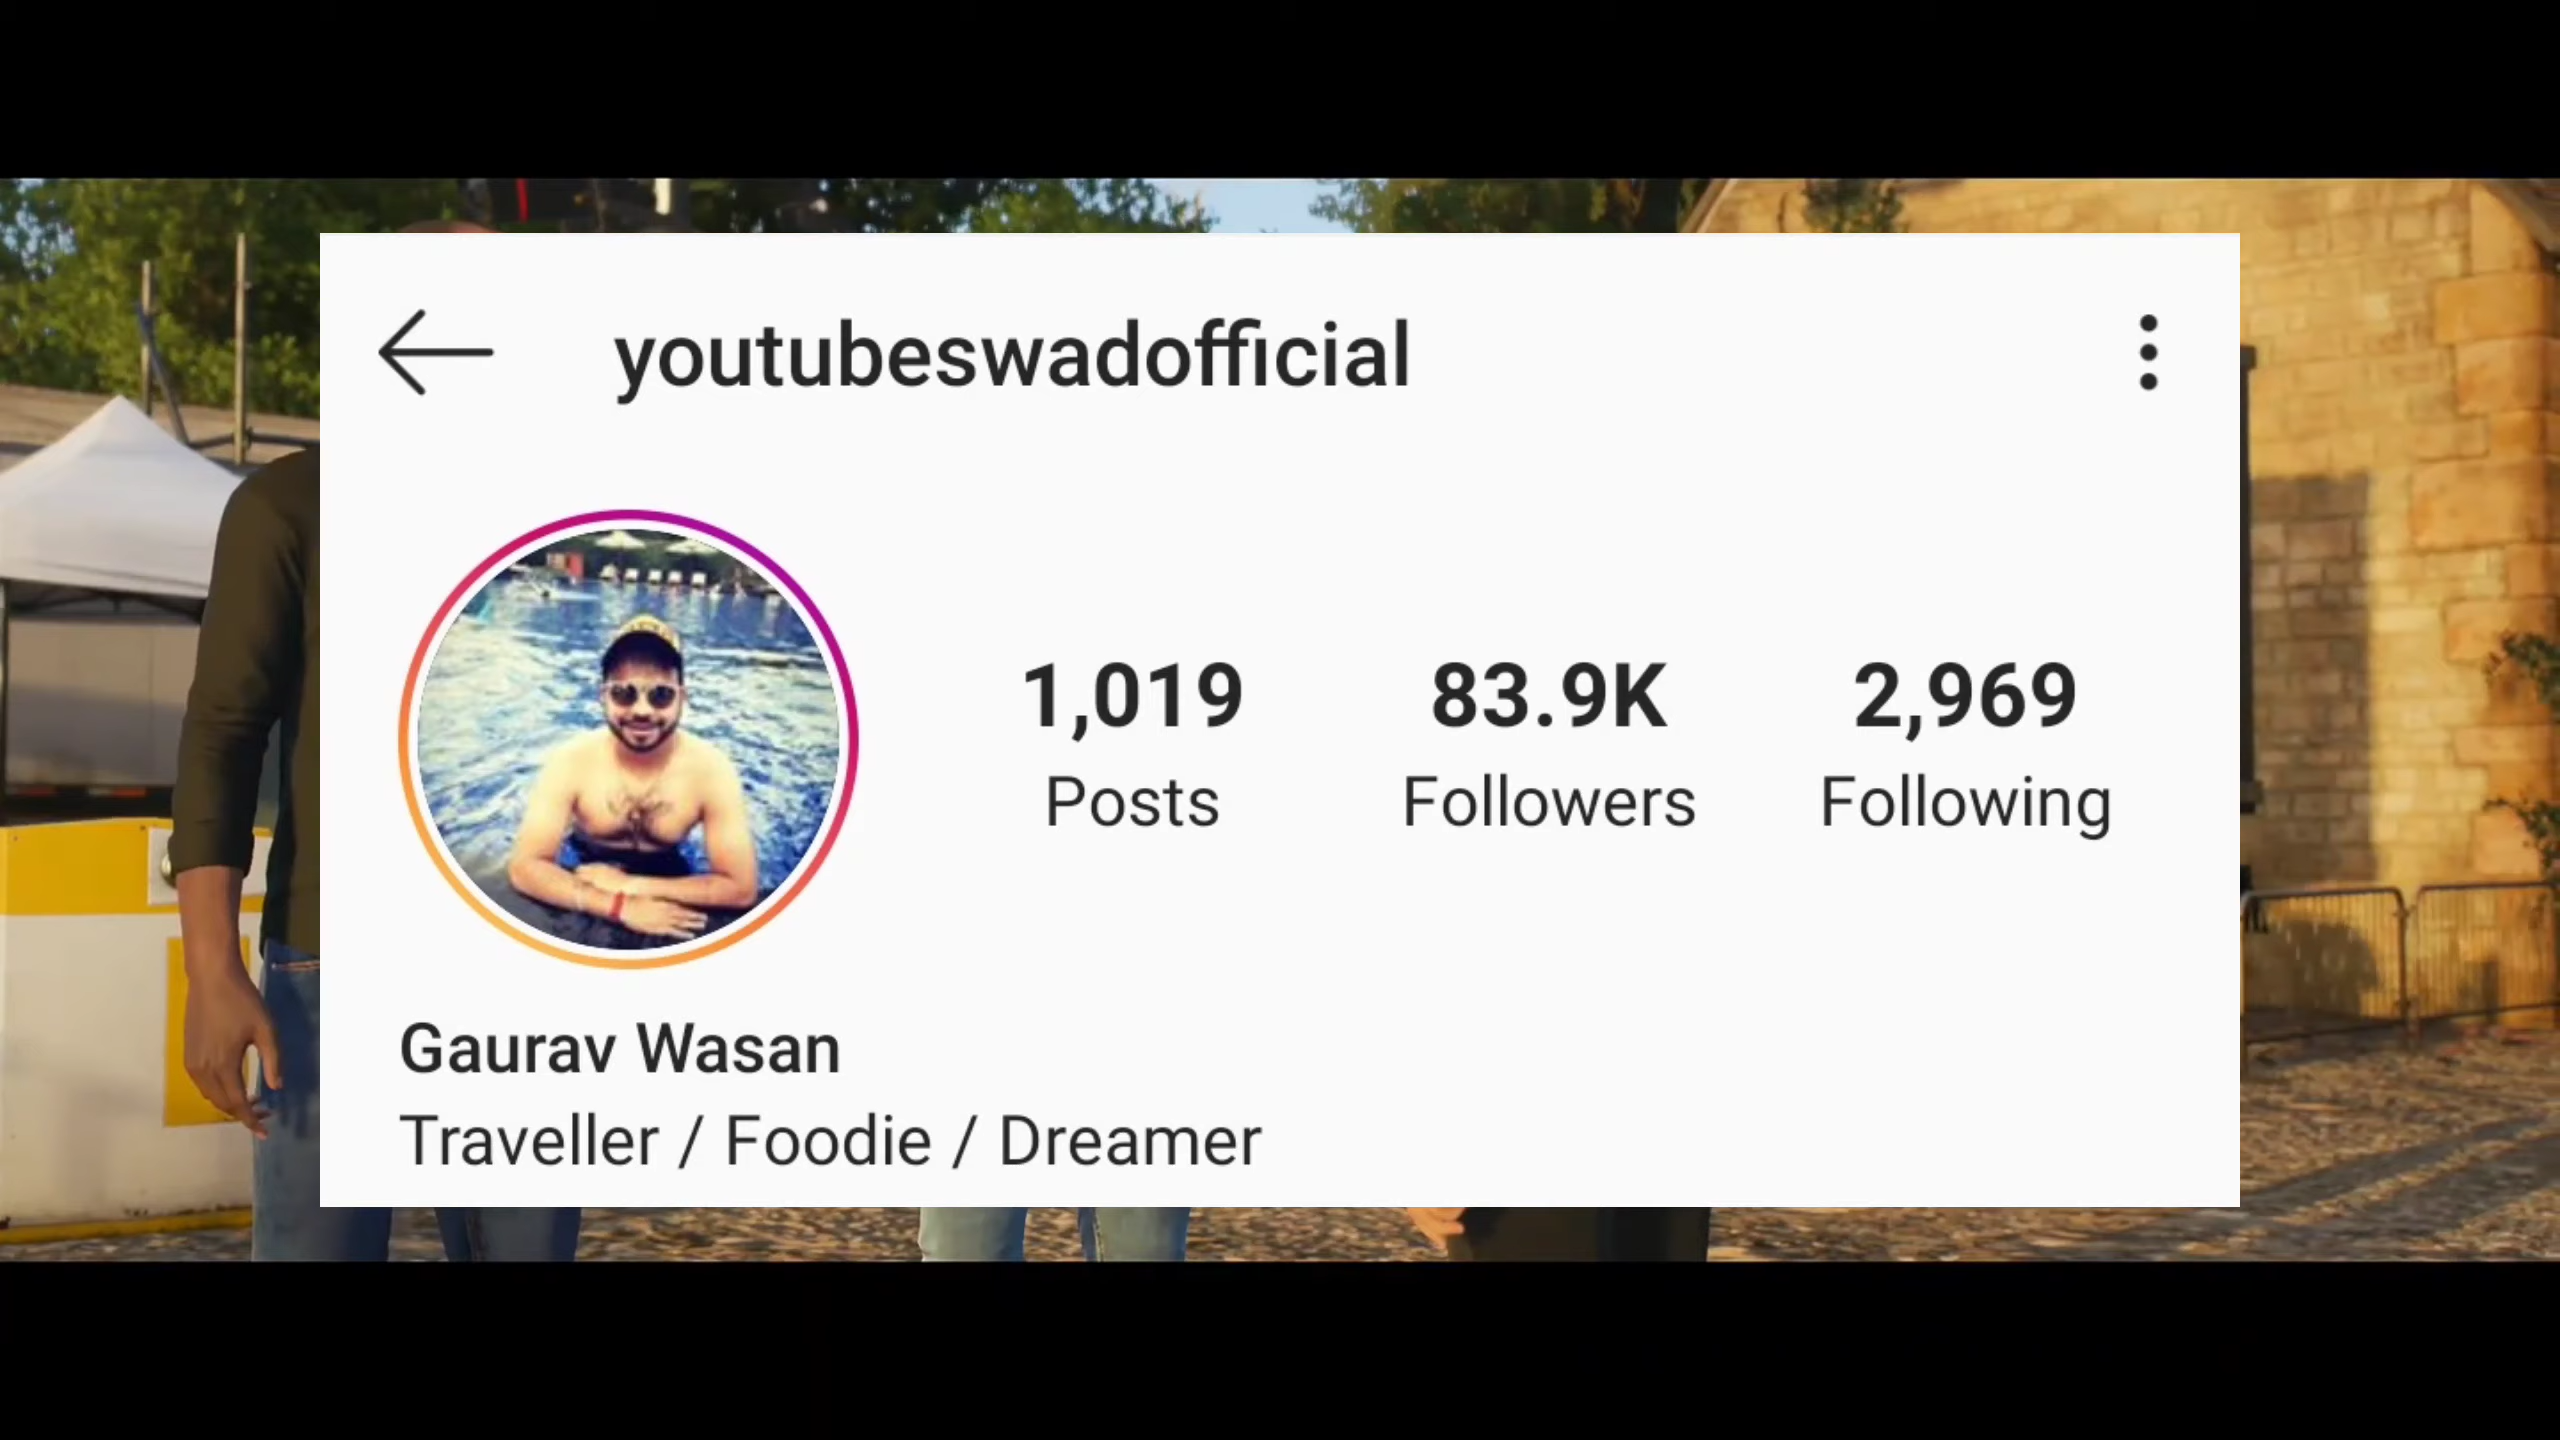 youtubeswadofficial
1,019 83.9K 2,969
Posts Followers Following
Gaurav Wasan
Traveller / Foodie / Dreamer